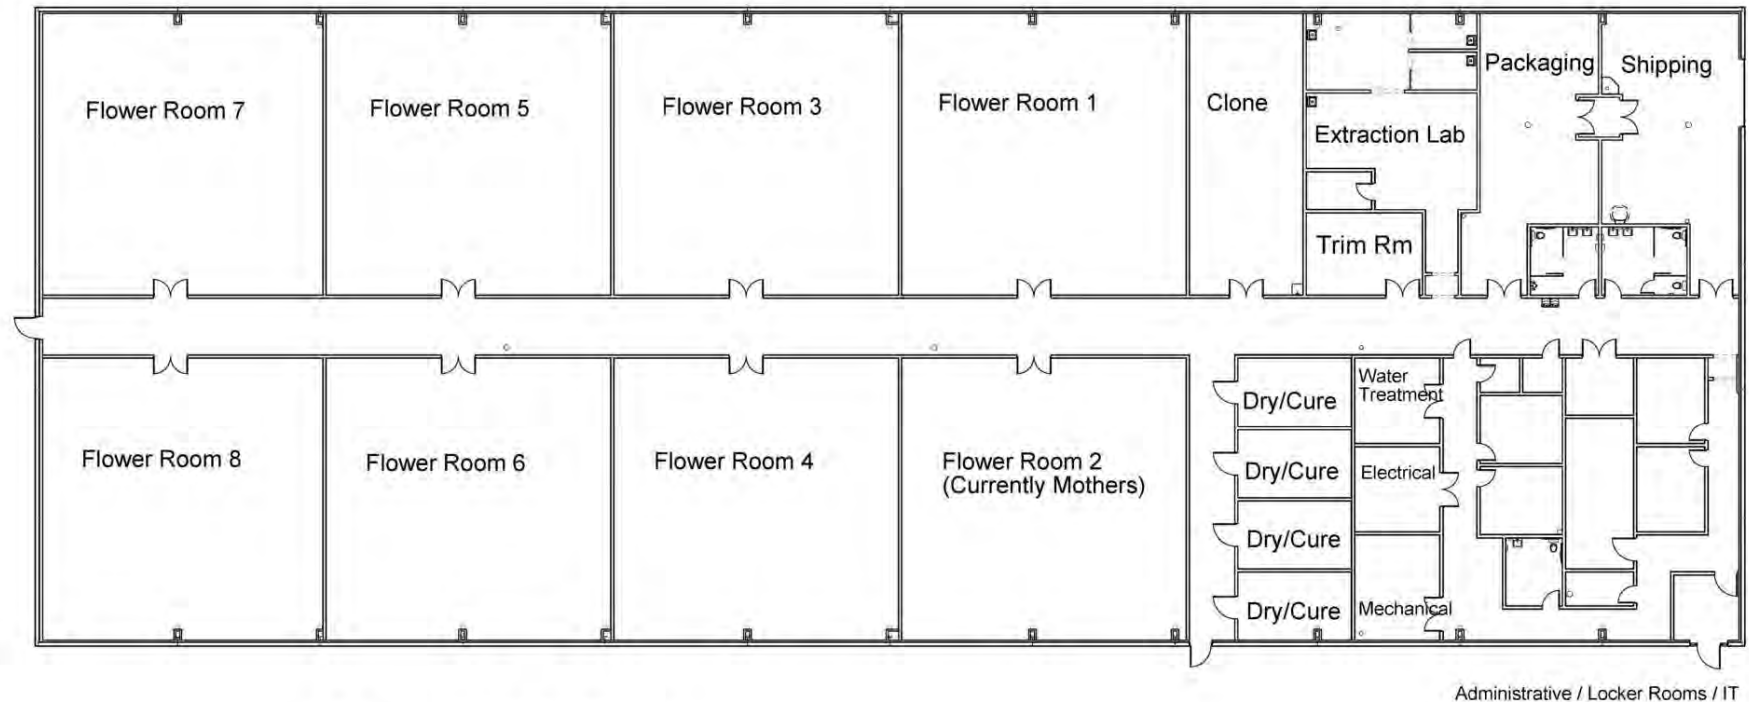 Flower Room 7
Flower Room 5
Flower Room 3
Flower Room 1
Clone
Packaging
Shipping
Extraction Lab
Trim Rm
Flower Room 8
Flower Room 6
Flower Room 4
Flower Room 2
(Currently Mothers)
Dry/Cure
Dry/Cure
Dry/Cure
Dry/Cure
Water
Treatment
Electrical
Mechanical
Administrative / Locker Rooms / IT